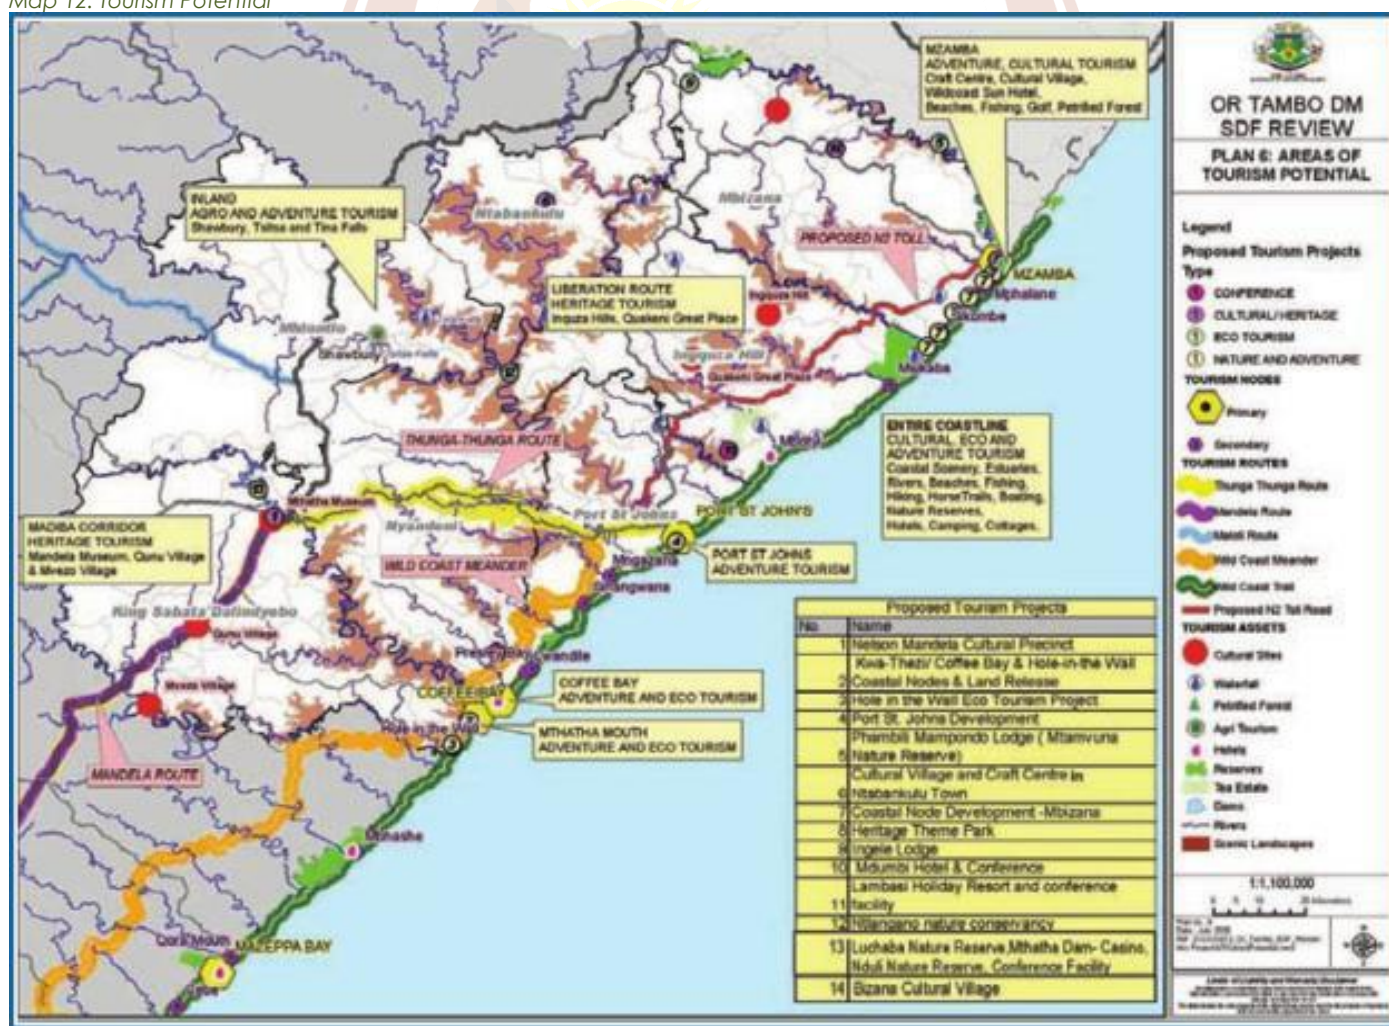 Map 12: Tourism Potential
MZAMBA
ADVENTURE, CULTURAL TOURISM
Craft Centre, Cultural Village,
Wildcoast Sun Hotel,
Beaches, Fishing, Golf, Petrified Forest
INLAND
AGRO AND ADVENTURE TOURISM
Shawbury, Tsitsa and Tina Falls
Ntabankulu
Mbizana
PROPOSED N2 TOLL
MZAMBA
Mphalane
Sikombe
LIBERATION ROUTE
HERITAGE TOURISM
Inquza Hills, Quakeni Great Place
Ingquza Hill
Mhlontlo
Shawbury
Ingquza Hill
Quakeni Great Place
Mkambati
THUNGA-THUNGA ROUTE
ENTIRE COASTLINE
CULTURAL, ECO AND
ADVENTURE TOURISM
Coastal Scenery, Estuaries,
Rivers, Beaches, Fishing,
Hiking, HorseTrails, Boating,
Nature Reserves,
Hotels, Camping, Cottages,
Mthatha Museum
Nyandeni
Port St Johns
PORT ST JOHN'S
MADIBA CORRIDOR
HERITAGE TOURISM
Mandela Museum, Qunu Village
& Mvezo Village
WILD COAST MEANDER
Mngazana
PORT ST JOHNS
ADVENTURE TOURISM
King Sabata Dalindyebo
Qunu Village
Mvezo Village
COFFEE BAY
COFFEE BAY
ADVENTURE AND ECO TOURISM
Hole in the Wall
MTHATHA MOUTH
ADVENTURE AND ECO TOURISM
MANDELA ROUTE
Mbhashe
Qora Mouth
MAZEPPA BAY
Proposed Tourism Projects
No Name
1 Nelson Mandela Cultural Precinct
Kwa-Thezi/ Coffee Bay & Hole-in-the Wall
2 Coastal Nodes & Land Release
3 Hole in the Wall Eco Tourism Project
4 Port St. Johns Development
Phambili Mampondo Lodge ( Mtamvuna
5 Nature Reserve)
Cultural Village and Craft Centre in
6 Ntabankulu Town
7 Coastal Node Development -Mbizana
8 Heritage Theme Park
9 Ingele Lodge
10 Mdumbi Hotel & Conference
Lambasi Holiday Resort and conference
11 facility
12 Ntlangano nature conservancy
13 Luchaba Nature Reserve,Mthatha Dam- Casino,
Nduli Nature Reserve, Conference Facility
14 Bizana Cultural Village
OR TAMBO DM
SDF REVIEW
PLAN 6: AREAS OF
TOURISM POTENTIAL
Legend
Proposed Tourism Projects
Type
CONFERENCE
CULTURAL/HERITAGE
ECO TOURISM
NATURE AND ADVENTURE
TOURISM NODES
Primary
Secondary
TOURISM ROUTES
Thunga Thunga Route
Mandela Route
Maloti Route
Wild Coast Meander
Wild Coast Trail
Proposed N2 Toll Road
TOURISM ASSETS
Cultural Sites
Waterfall
Petrified Forest
Agri Tourism
Hotels
Reserves
Tea Estate
Dams
Rivers
Scenic Landscapes
1:1,100,000